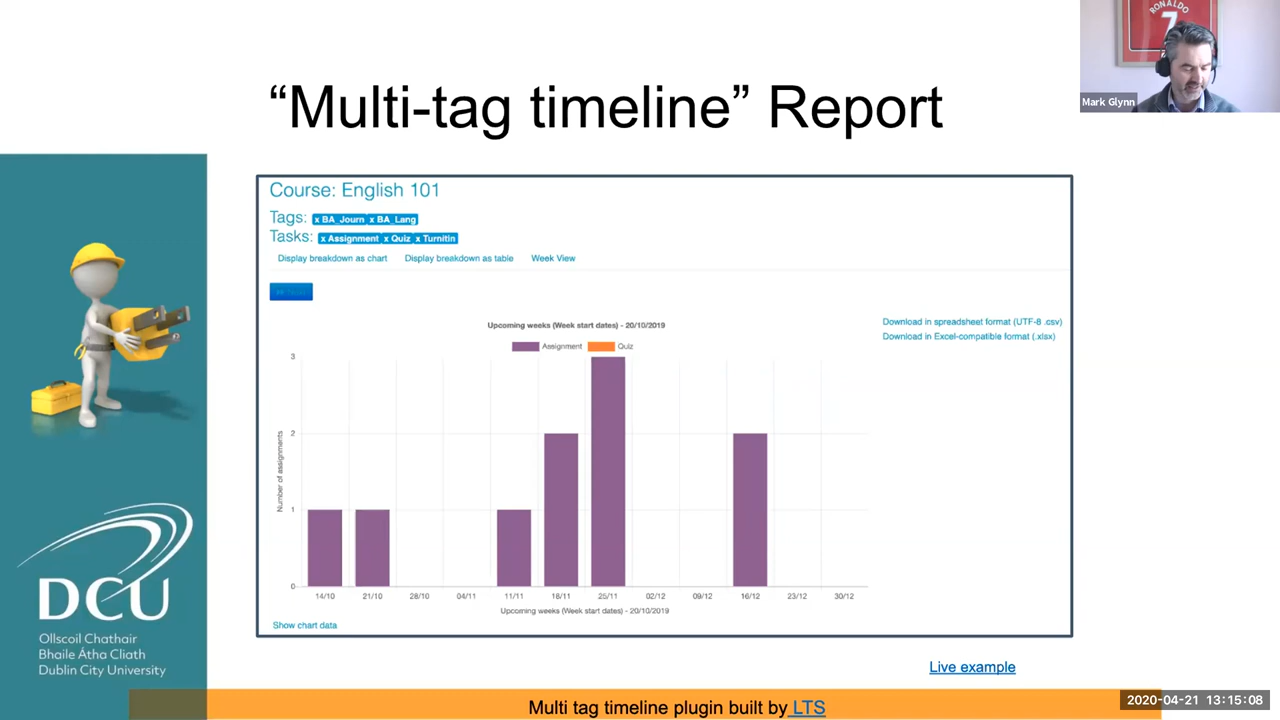 RONALDO
7
Mark Glynn
“Multi-tag timeline” Report
Course: English 101
Tags: x BA_Journ x BA_Lang
Tasks: x Assignment x Quiz x Turnitin
Display breakdown as chart Display breakdown as table Week View
Upcoming weeks (Week start dates) - 20/10/2019
Assignment Quiz
Download in spreadsheet format (UTF-8 .csv)
Download in Excel-compatible format (.xlsx)
Number of assignments
3
2
1
0
14/10 21/10 28/10 04/11 11/11 18/11 25/11 02/12 09/12 16/12 23/12 30/12
Upcoming weeks (Week start dates) - 20/10/2019
Show chart data
DCU
Ollscoil Chathair
Bhaile Átha Cliath
Dublin City University
Live example
Multi tag timeline plugin built by LTS
2020-04-21 13:15:08